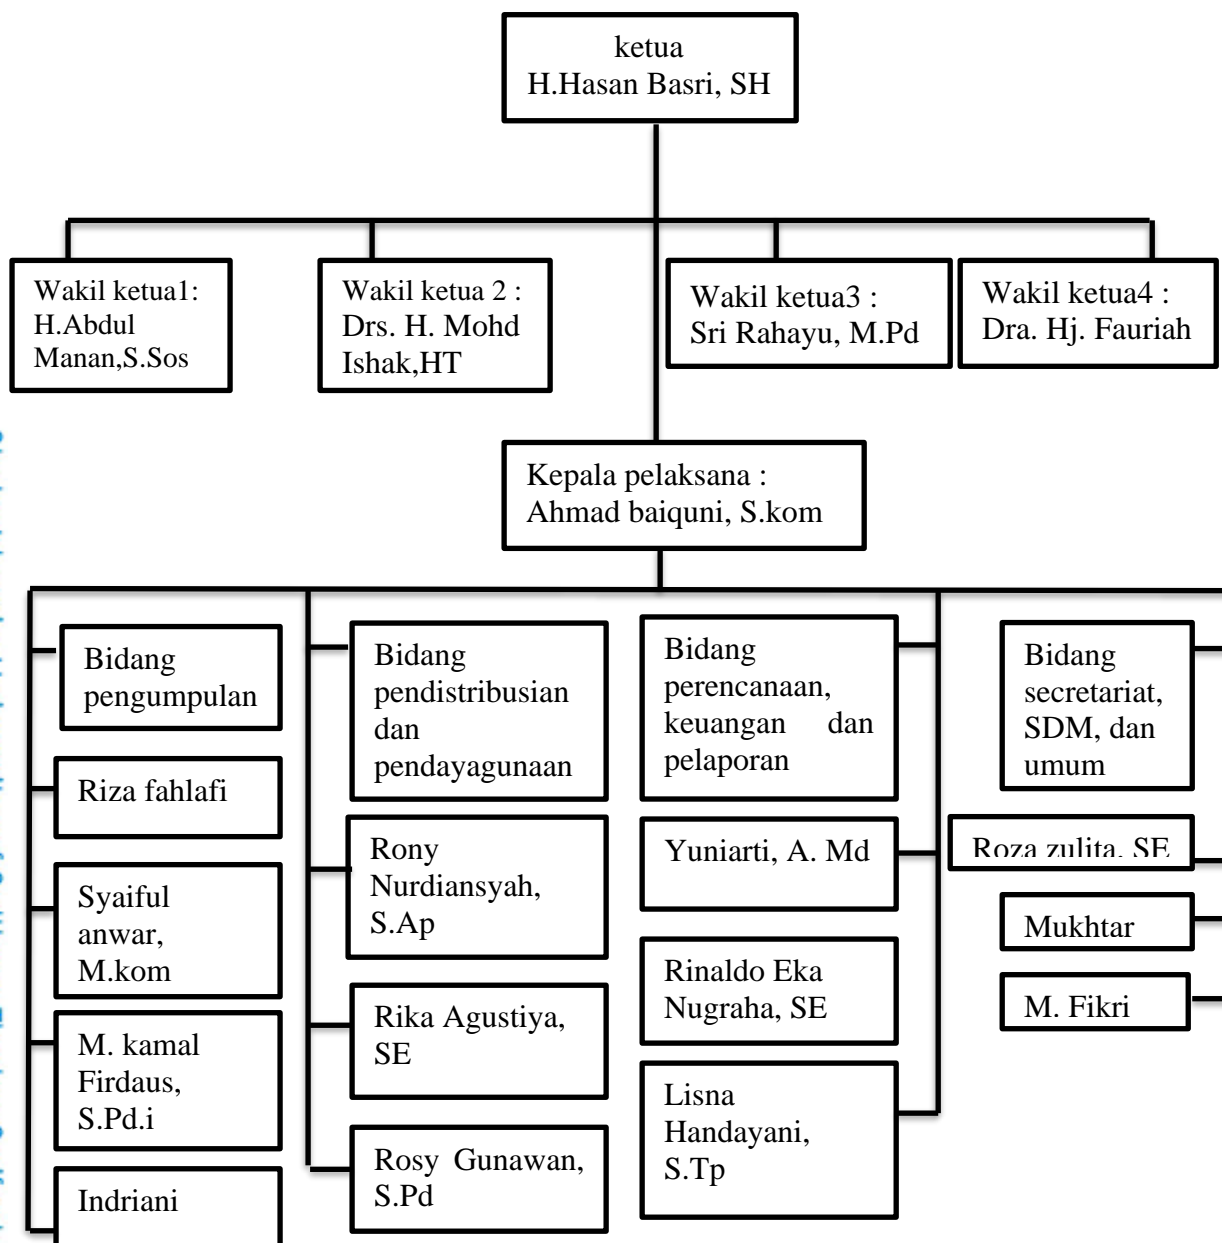 ketua
H.Hasan Basri, SH
Wakil ketua1:
H.Abdul
Manan,S.Sos
Wakil ketua 2 :
Drs. H. Mohd
Ishak,HT
Wakil ketua3 :
Sri Rahayu, M.Pd
Wakil ketua4 :
Dra. Hj. Fauriah
Kepala pelaksana :
Ahmad baiquni, S.kom
Bidang
pengumpulan
Riza fahlafi
Syaiful
anwar,
M.kom
M. kamal
Firdaus,
S.Pd.i
Indriani
Bidang
pendistribusian
dan
pendayagunaan
Rony
Nurdiansyah,
S.Ap
Rika Agustiya,
SE
Rosy Gunawan,
S.Pd
Bidang
perencanaan,
keuangan dan
pelaporan
Yuniarti, A. Md
Rinaldo Eka
Nugraha, SE
Lisna
Handayani,
S.Tp
Bidang
secretariat,
SDM, dan
umum
Roza zulita, SE
Mukhtar
M. Fikri